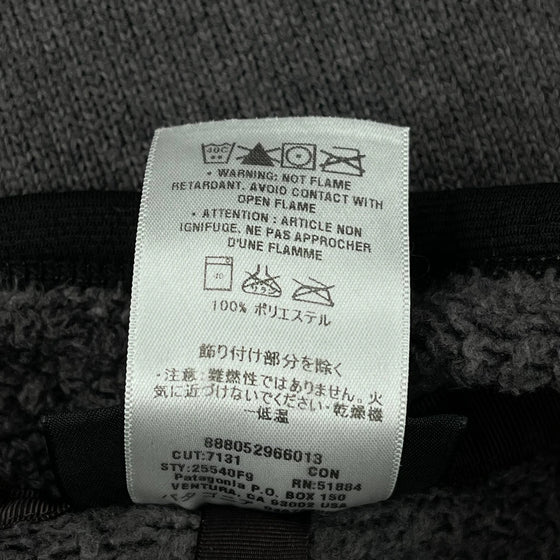 40C
• WARNING: NOT FLAME
RETARDANT. AVOID CONTACT WITH
OPEN FLAME
• ATTENTION : ARTICLE NON
IGNIFUGE. NE PAS APPROCHER
D'UNE FLAMME
40
100% ポリエステル
飾り付け部分を除く
・注意：難燃性ではありません。火
気に近づけないでください・乾燥機
ー低温
888052966013
CUT:7131 CON
STY:25540F9 RN:51884
Patagonia P.O. BOX 150
VENTURA, CA 93002 USA